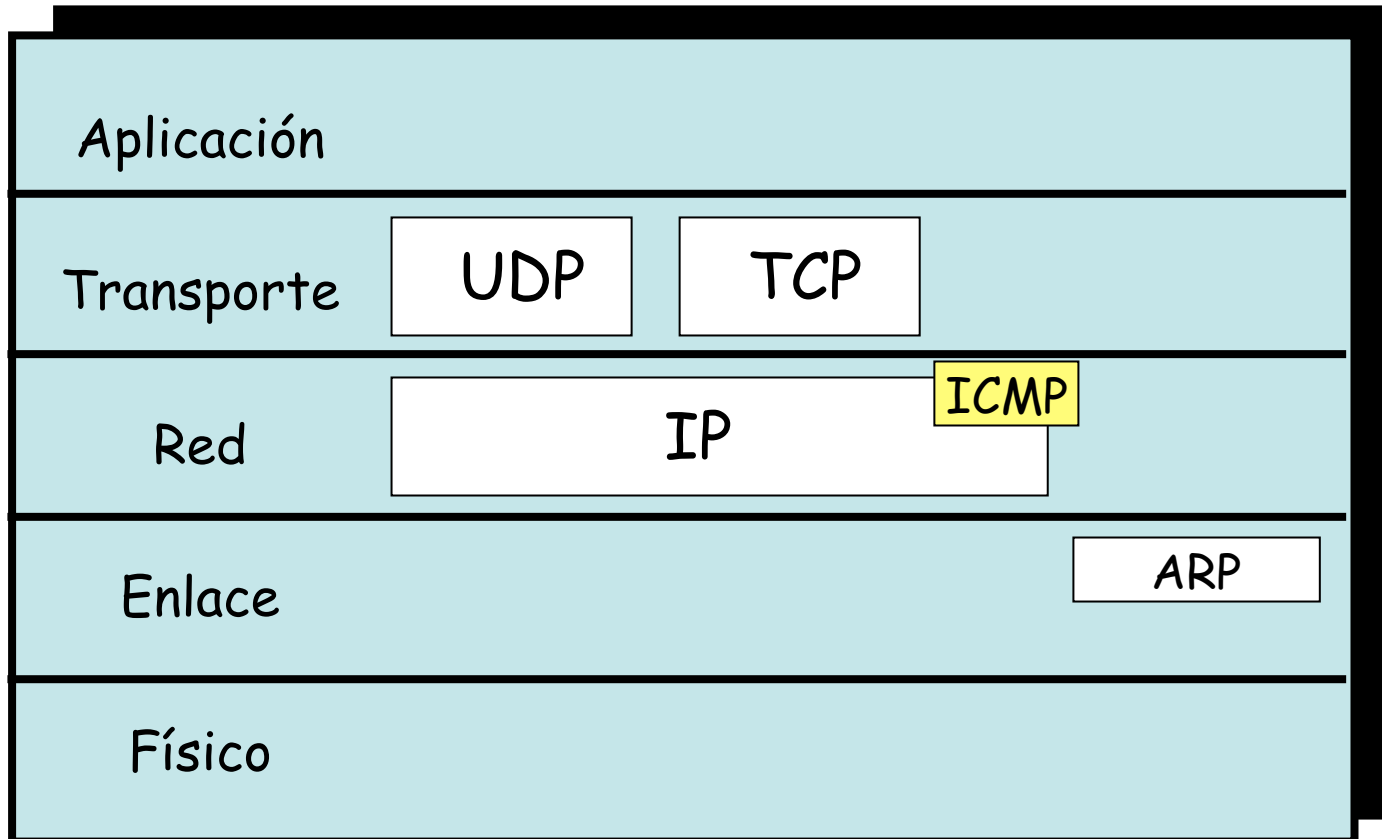 Aplicación
Transporte
UDP
TCP
Red
IP
ICMP
Enlace
ARP
Físico